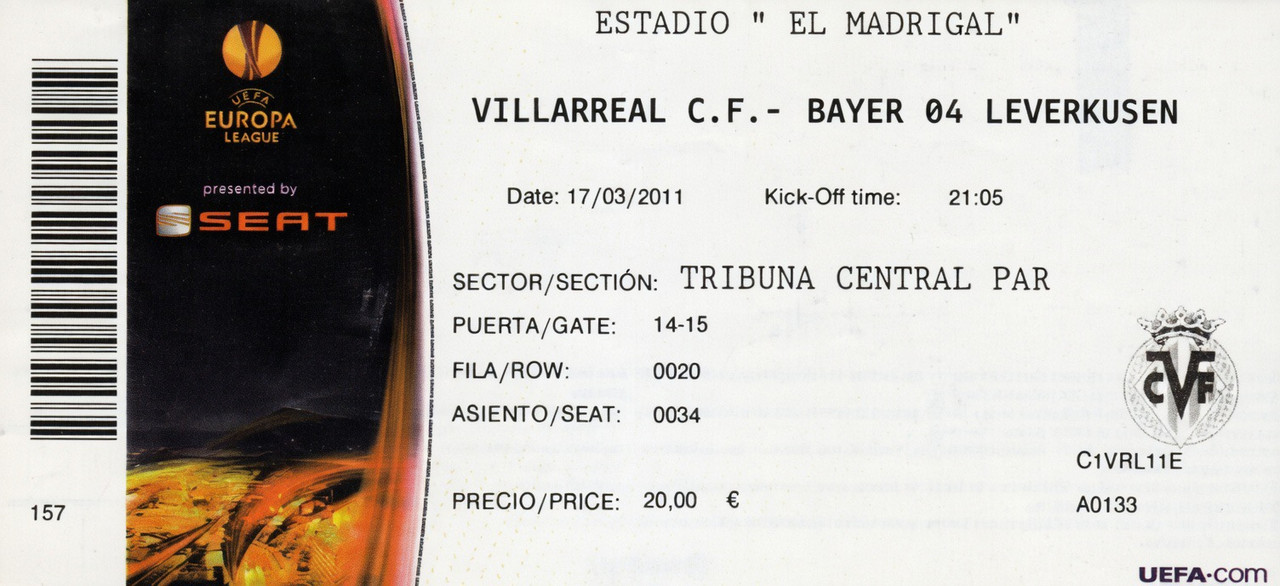 ESTADIO " EL MADRIGAL"
UEFA
EUROPA
LEAGUE
presented by
SEAT
VILLARREAL C.F.- BAYER 04 LEVERKUSEN
Date: 17/03/2011 Kick-Off time: 21:05
SECTOR/SECTIÓN: TRIBUNA CENTRAL PAR
PUERTA/GATE: 14-15
FILA/ROW: 0020
ASIENTO/SEAT: 0034
PRECIO/PRICE: 20,00 €
CVF
C1VRL11E
A0133
157
UEFA.com